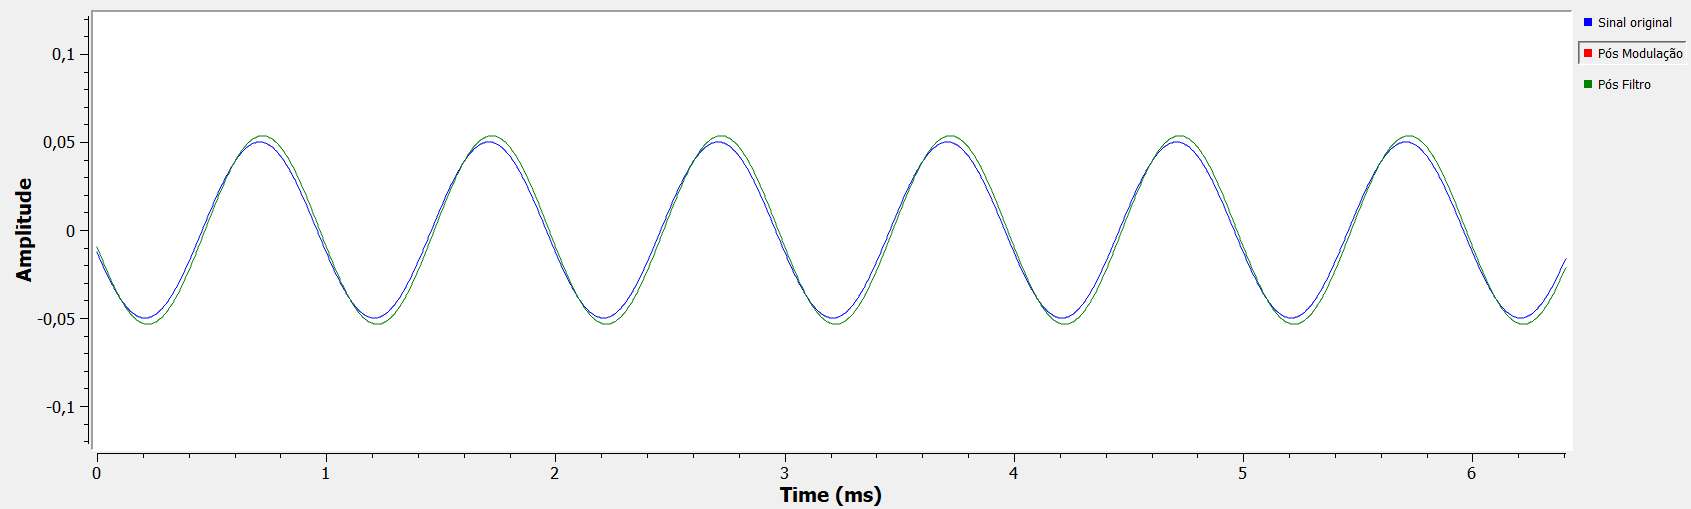 Sinal original
Pós Modulação
Pós Filtro
Amplitude
0,1
0,05
0
-0,05
-0,1
0 1 2 3 4 5 6
Time (ms)